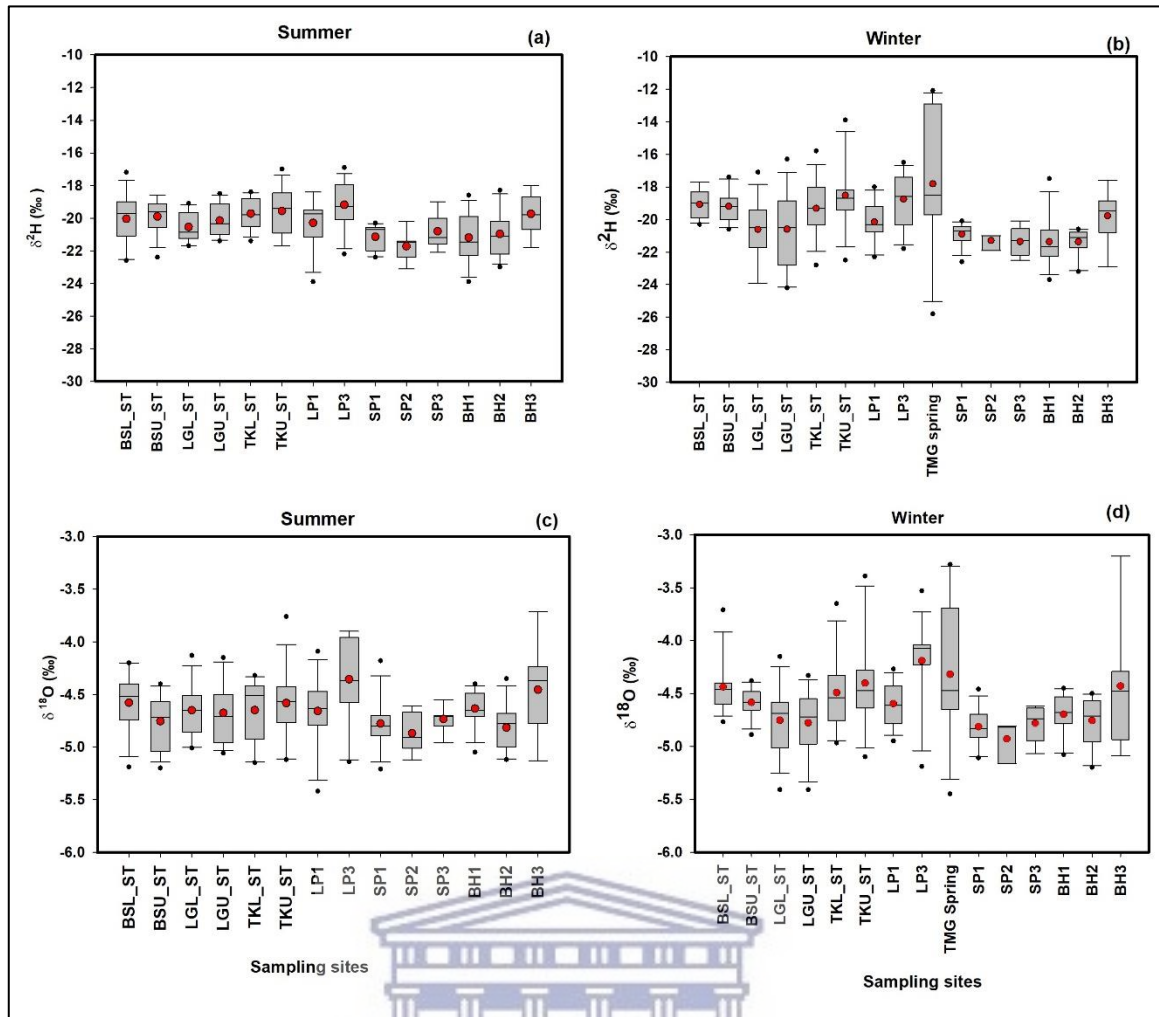 Summer
(a)
δ²H (‰)
-10
-12
-14
-16
-18
-20
-22
-24
-26
-28
-30
BSL_ST
BSU_ST
LGL_ST
LGU_ST
TKL_ST
TKU_ST
LP1
LP3
SP1
SP2
SP3
BH1
BH2
BH3
Winter
(b)
δ²H (‰)
-10
-12
-14
-16
-18
-20
-22
-24
-26
-28
-30
BSL_ST
BSU_ST
LGL_ST
LGU_ST
TKL_ST
TKU_ST
LP1
LP3
TMG spring
SP1
SP2
SP3
BH1
BH2
BH3
Summer
(c)
δ¹⁸O (‰)
-3.0
-3.5
-4.0
-4.5
-5.0
-5.5
-6.0
BSL_ST
BSU_ST
LGL_ST
LGU_ST
TKL_ST
TKU_ST
LP1
LP3
SP1
SP2
SP3
BH1
BH2
BH3
Sampling sites
Winter
(d)
δ¹⁸O (‰)
-3.0
-3.5
-4.0
-4.5
-5.0
-5.5
-6.0
BSL_ST
BSU_ST
LGL_ST
LGU_ST
TKL_ST
TKU_ST
LP1
LP3
TMG Spring
SP1
SP2
SP3
BH1
BH2
BH3
Sampling sites